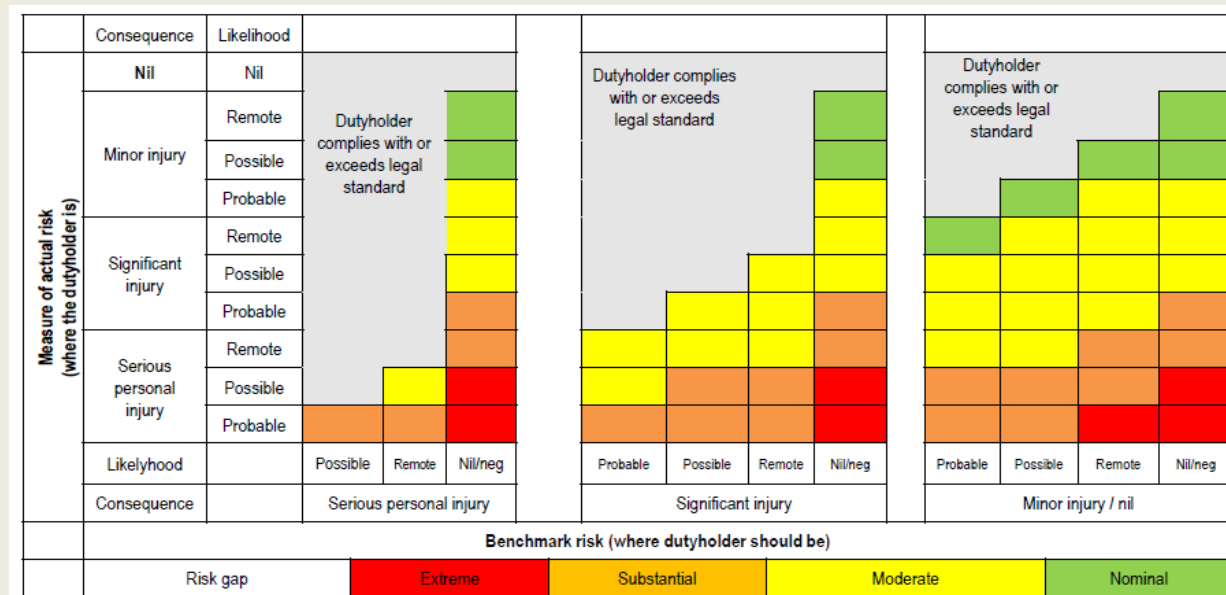 Consequence Likelihood
Nil Nil
Dutyholder
complies with or
exceeds legal
standard
Dutyholder complies
with or exceeds
legal standard
Dutyholder
complies with or
exceeds legal
standard
Measure of actual risk
(where the dutyholder is)
Minor injury
Remote
Possible
Probable
Significant
injury
Remote
Possible
Probable
Serious
personal
injury
Remote
Possible
Probable
Likelyhood Possible Remote Nil/neg Probable Possible Remote Nil/neg Probable Possible Remote Nil/neg
Consequence Serious personal injury Significant injury Minor injury / nil
Benchmark risk (where dutyholder should be)
Risk gap Extreme Substantial Moderate Nominal